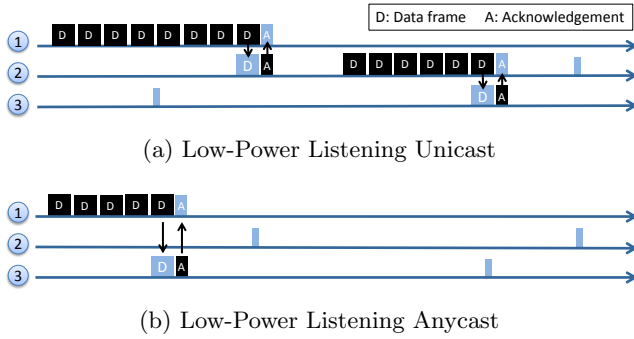 D: Data frame A: Acknowledgement
1 D D D D D D D D A
2 D A D D D D D D A
3 D A
(a) Low-Power Listening Unicast
1 D D D D D A
2
3 D A
(b) Low-Power Listening Anycast